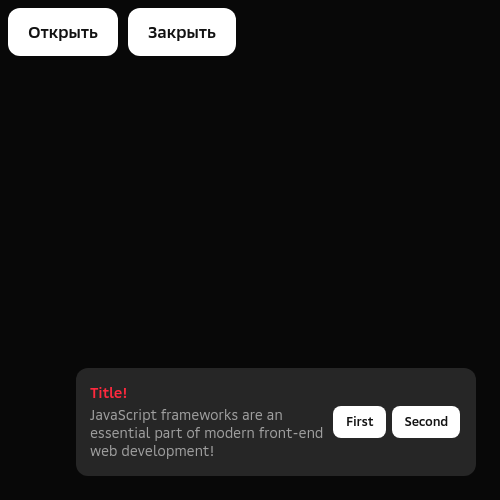 Открыть Закрыть
Title!
JavaScript frameworks are an
essential part of modern front-end
web development!
First Second